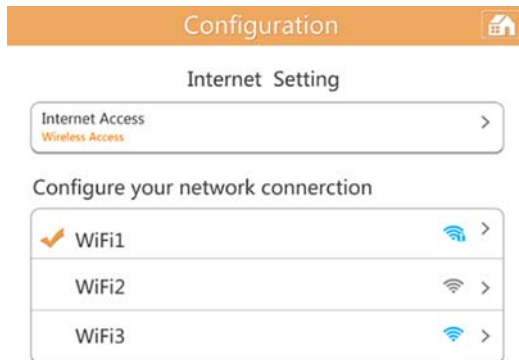 Configuration
Internet Setting
Internet Access
Wireless Access
Configure your network connerction
WiFi1
WiFi2
WiFi3